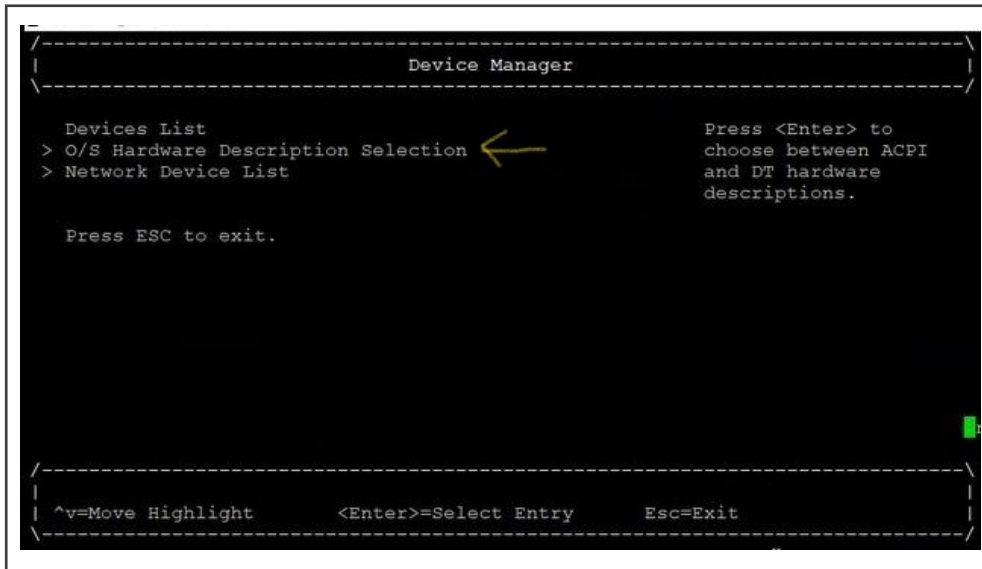 Device Manager
Devices List
> O/S Hardware Description Selection
> Network Device List
Press ESC to exit.
Press <Enter> to
choose between ACPI
and DT hardware
descriptions.
^v=Move Highlight <Enter>=Select Entry Esc=Exit